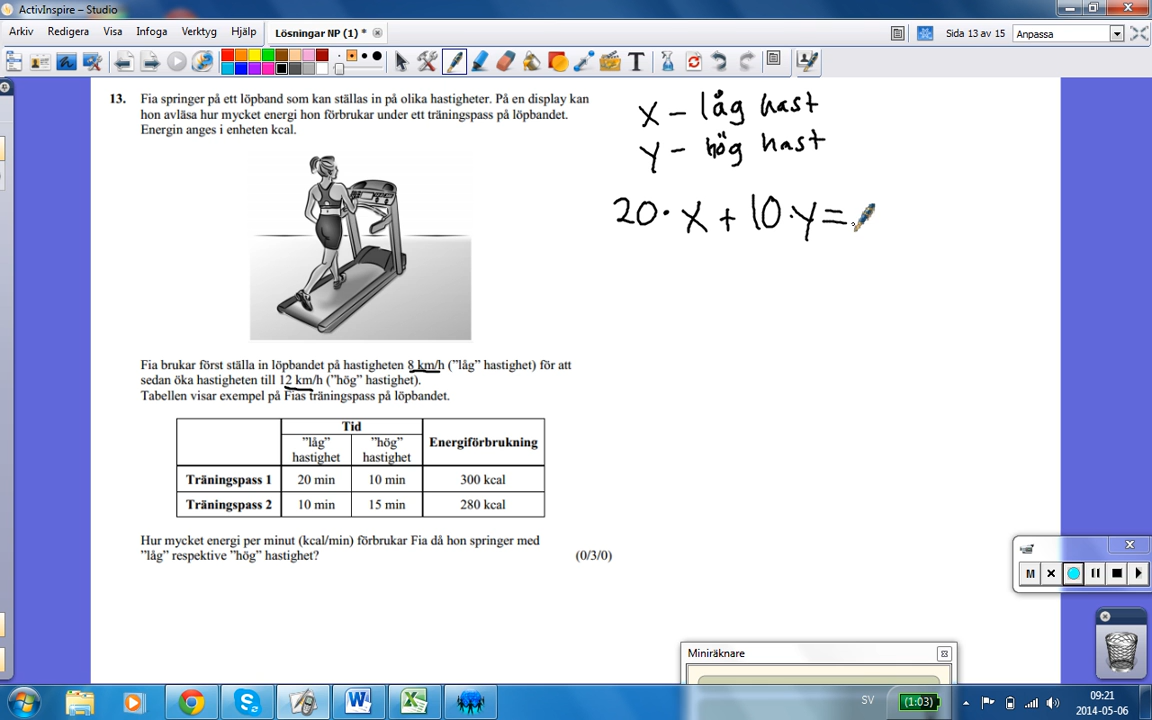 ActivInspire – Studio
Arkiv Redigera Visa Infoga Verktyg Hjälp Lösningar NP (1) * Sida 13 av 15 Anpassa
13. Fia springer på ett löpband som kan ställas in på olika hastigheter. På en display kan
hon avläsa hur mycket energi hon förbrukar under ett träningspass på löpbandet.
Energin anges i enheten kcal.
x – låg hast
y – hög hast
20·x + 10·y =
Fia brukar först ställa in löpbandet på hastigheten 8 km/h ("låg" hastighet) för att
sedan öka hastigheten till 12 km/h ("hög" hastighet).
Tabellen visar exempel på Fias träningspass på löpbandet.
Tid
"låg" hastighet "hög" hastighet Energiförbrukning
Träningspass 1 20 min 10 min 300 kcal
Träningspass 2 10 min 15 min 280 kcal
Hur mycket energi per minut (kcal/min) förbrukar Fia då hon springer med
"låg" respektive "hög" hastighet? (0/3/0)
M
Miniräknare
SV (1:03) 09:21
2014-05-06